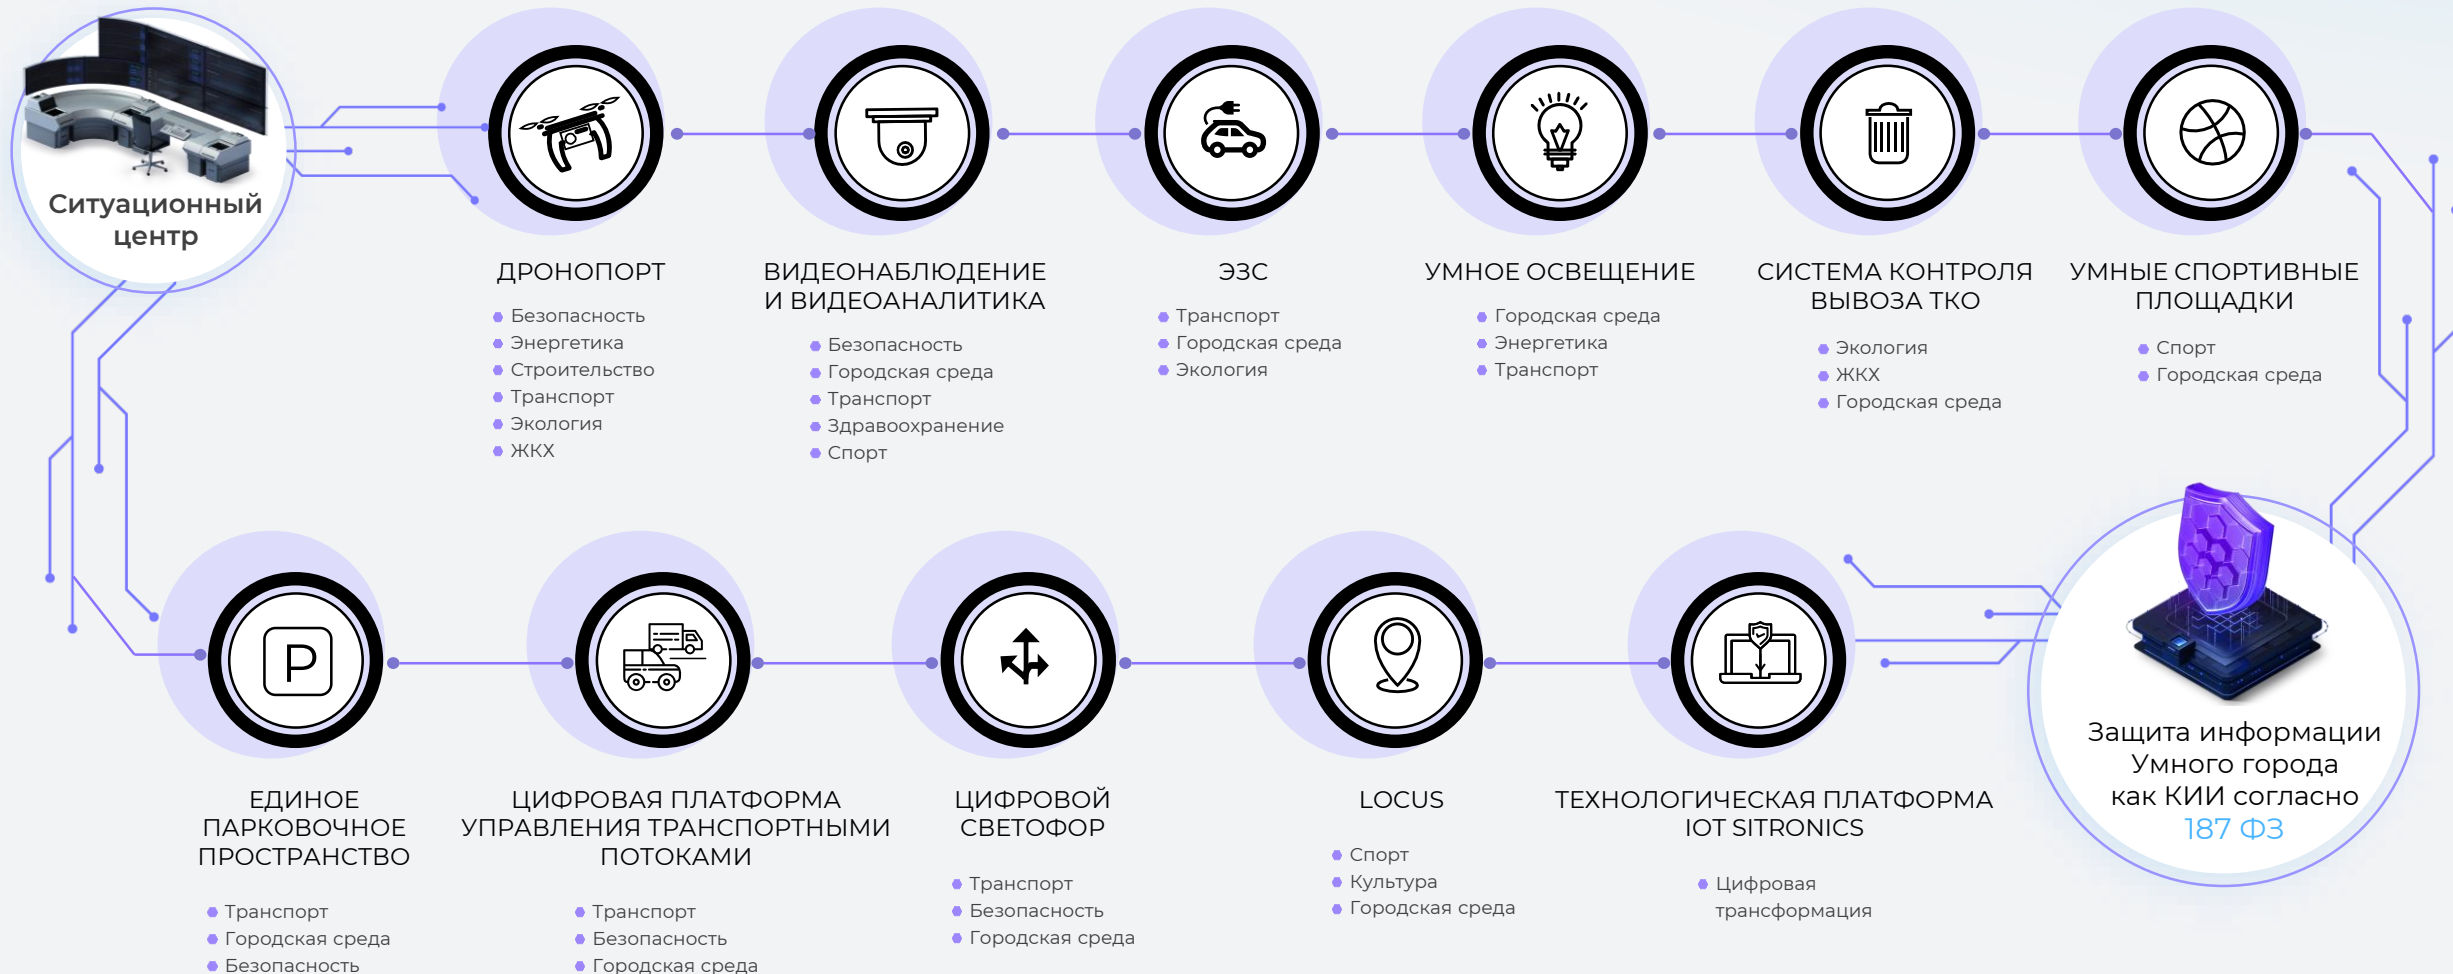 Ситуационный
центр
ДРОНОПОРТ
Безопасность
Энергетика
Строительство
Транспорт
Экология
ЖКХ
ВИДЕОНАБЛЮДЕНИЕ
И ВИДЕОАНАЛИТИКА
Безопасность
Городская среда
Транспорт
Здравоохранение
Спорт
ЭЗС
Транспорт
Городская среда
Экология
УМНОЕ ОСВЕЩЕНИЕ
Городская среда
Энергетика
Транспорт
СИСТЕМА КОНТРОЛЯ
ВЫВОЗА ТКО
Экология
ЖКХ
Городская среда
УМНЫЕ СПОРТИВНЫЕ
ПЛОЩАДКИ
Спорт
Городская среда
P
ЕДИНОЕ
ПАРКОВОЧНОЕ
ПРОСТРАНСТВО
Транспорт
Городская среда
Безопасность
ЦИФРОВАЯ ПЛАТФОРМА
УПРАВЛЕНИЯ ТРАНСПОРТНЫМИ
ПОТОКАМИ
Транспорт
Безопасность
Городская среда
ЦИФРОВОЙ
СВЕТОФОР
Транспорт
Безопасность
Городская среда
LOCUS
Спорт
Культура
Городская среда
ТЕХНОЛОГИЧЕСКАЯ ПЛАТФОРМА
IOT SITRONICS
Цифровая
трансформация
Защита информации
Умного города
как КИИ согласно
187 ФЗ